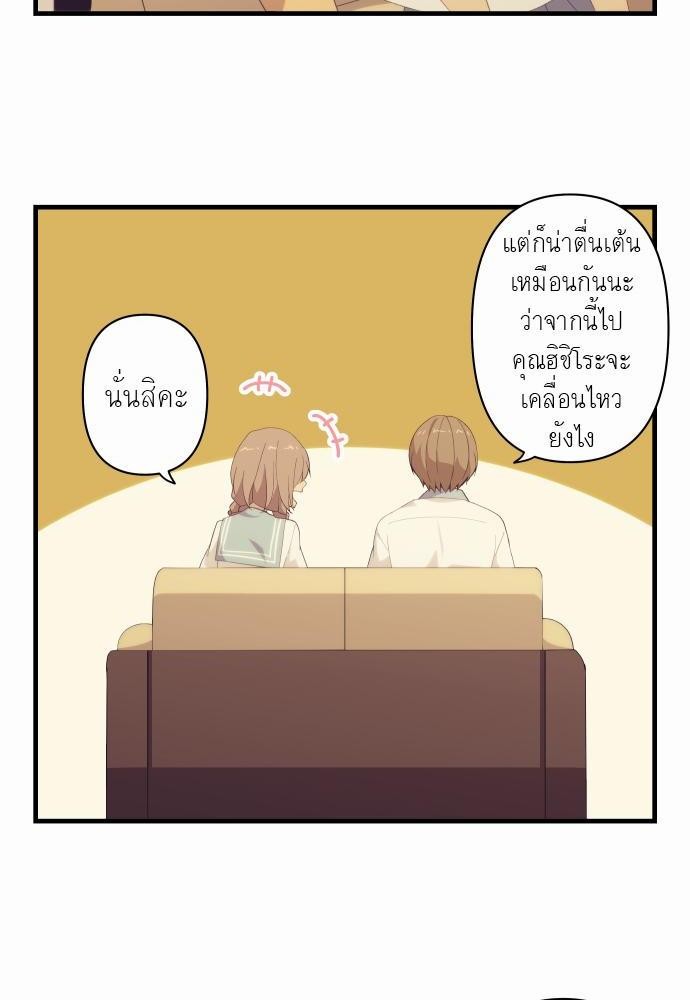 แต่ก็น่าตื่นเต้น
เหมือนกันนะ
ว่าจากนี้ไป
คุณฮิชิโระจะ
เคลื่อนไหว
ยังไง
นั่นสิคะ